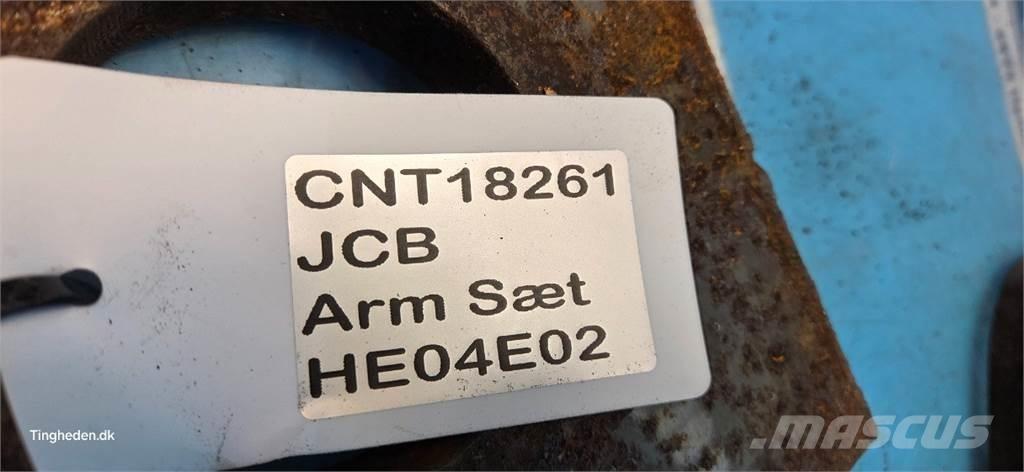 CNT18261
JCB
Arm Sæt
HE04E02
Tingheden.dk
MASCUS